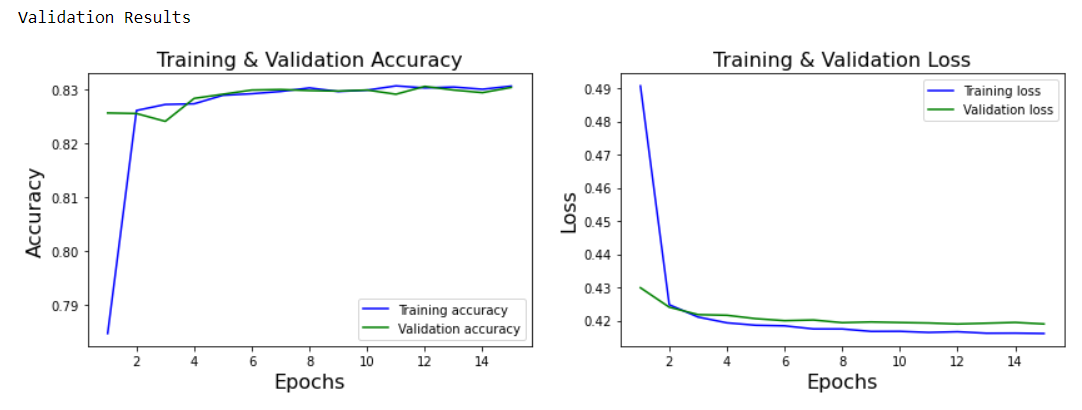 Validation Results
Training & Validation Accuracy
0.83
0.82
0.81
0.80
0.79
Accuracy
2 4 6 8 10 12 14
Epochs
Training accuracy
Validation accuracy
Training & Validation Loss
0.49
0.48
0.47
0.46
0.45
0.44
0.43
0.42
Loss
2 4 6 8 10 12 14
Epochs
Training loss
Validation loss